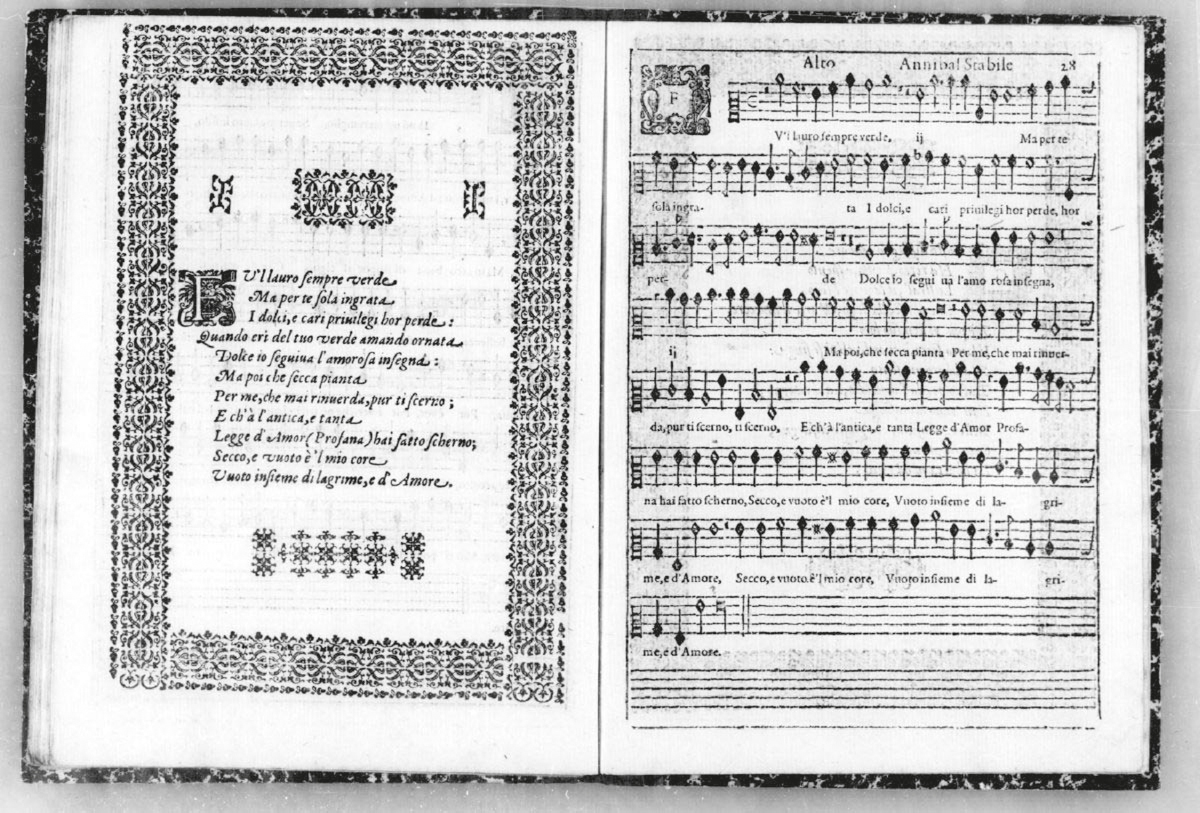 FV'l lauro sempre verde
Ma per te sola ingrata
I dolci, e cari priuilegi hor perde :
Quando eri del tuo verde amando ornata
Dolce io seguiua l'amorosa insegna :
Ma poi che secca pianta
Per me, che mai rinuerda, pur ti scerno ;
E ch'à l'antica, e tanta
Legge d'Amor (Profana) hai fatto scherno;
Secco, e vuoto è'l mio core
Vuoto insieme di lagrime, e d'Amore.
Alto Annibal Stabile 28
FV'l lauro sempre verde, ij Ma per te
sola ingra- ta I dolci, e cari priuilegi hor perde, hor
per- de Dolce io segui ua l'amo rosa insegna,
ij Ma poi, che secca pianta Per me, che mai rinuer-
da, pur ti scerno, ti scerno, E ch'à l'antica, e tanta Legge d'Amor Profa-
na hai fatto scherno, Secco, e vuoto è'l mio core, Vuoto insieme di la- gri-
me, e d'Amore, Secco, e vuoto è'l mio core, Vuoto insieme di la- gri-
me, e d'Amore.